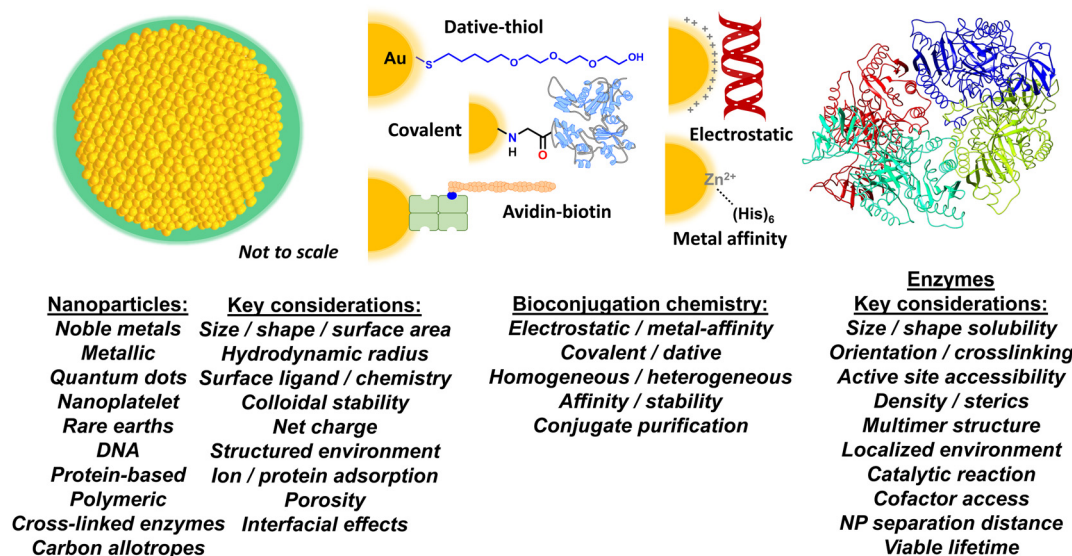 Dative-thiol
Au
S
O
O
O
OH
Covalent
N
H
O
Avidin-biotin
+++++++++++
Electrostatic
Zn2+
(His)6
Metal affinity
Not to scale
Nanoparticles:
Noble metals
Metallic
Quantum dots
Nanoplatelet
Rare earths
DNA
Protein-based
Polymeric
Cross-linked enzymes
Carbon allotropes
Key considerations:
Size / shape / surface area
Hydrodynamic radius
Surface ligand / chemistry
Colloidal stability
Net charge
Structured environment
Ion / protein adsorption
Porosity
Interfacial effects
Bioconjugation chemistry:
Electrostatic / metal-affinity
Covalent / dative
Homogeneous / heterogeneous
Affinity / stability
Conjugate purification
Enzymes
Key considerations:
Size / shape solubility
Orientation / crosslinking
Active site accessibility
Density / sterics
Multimer structure
Localized environment
Catalytic reaction
Cofactor access
NP separation distance
Viable lifetime